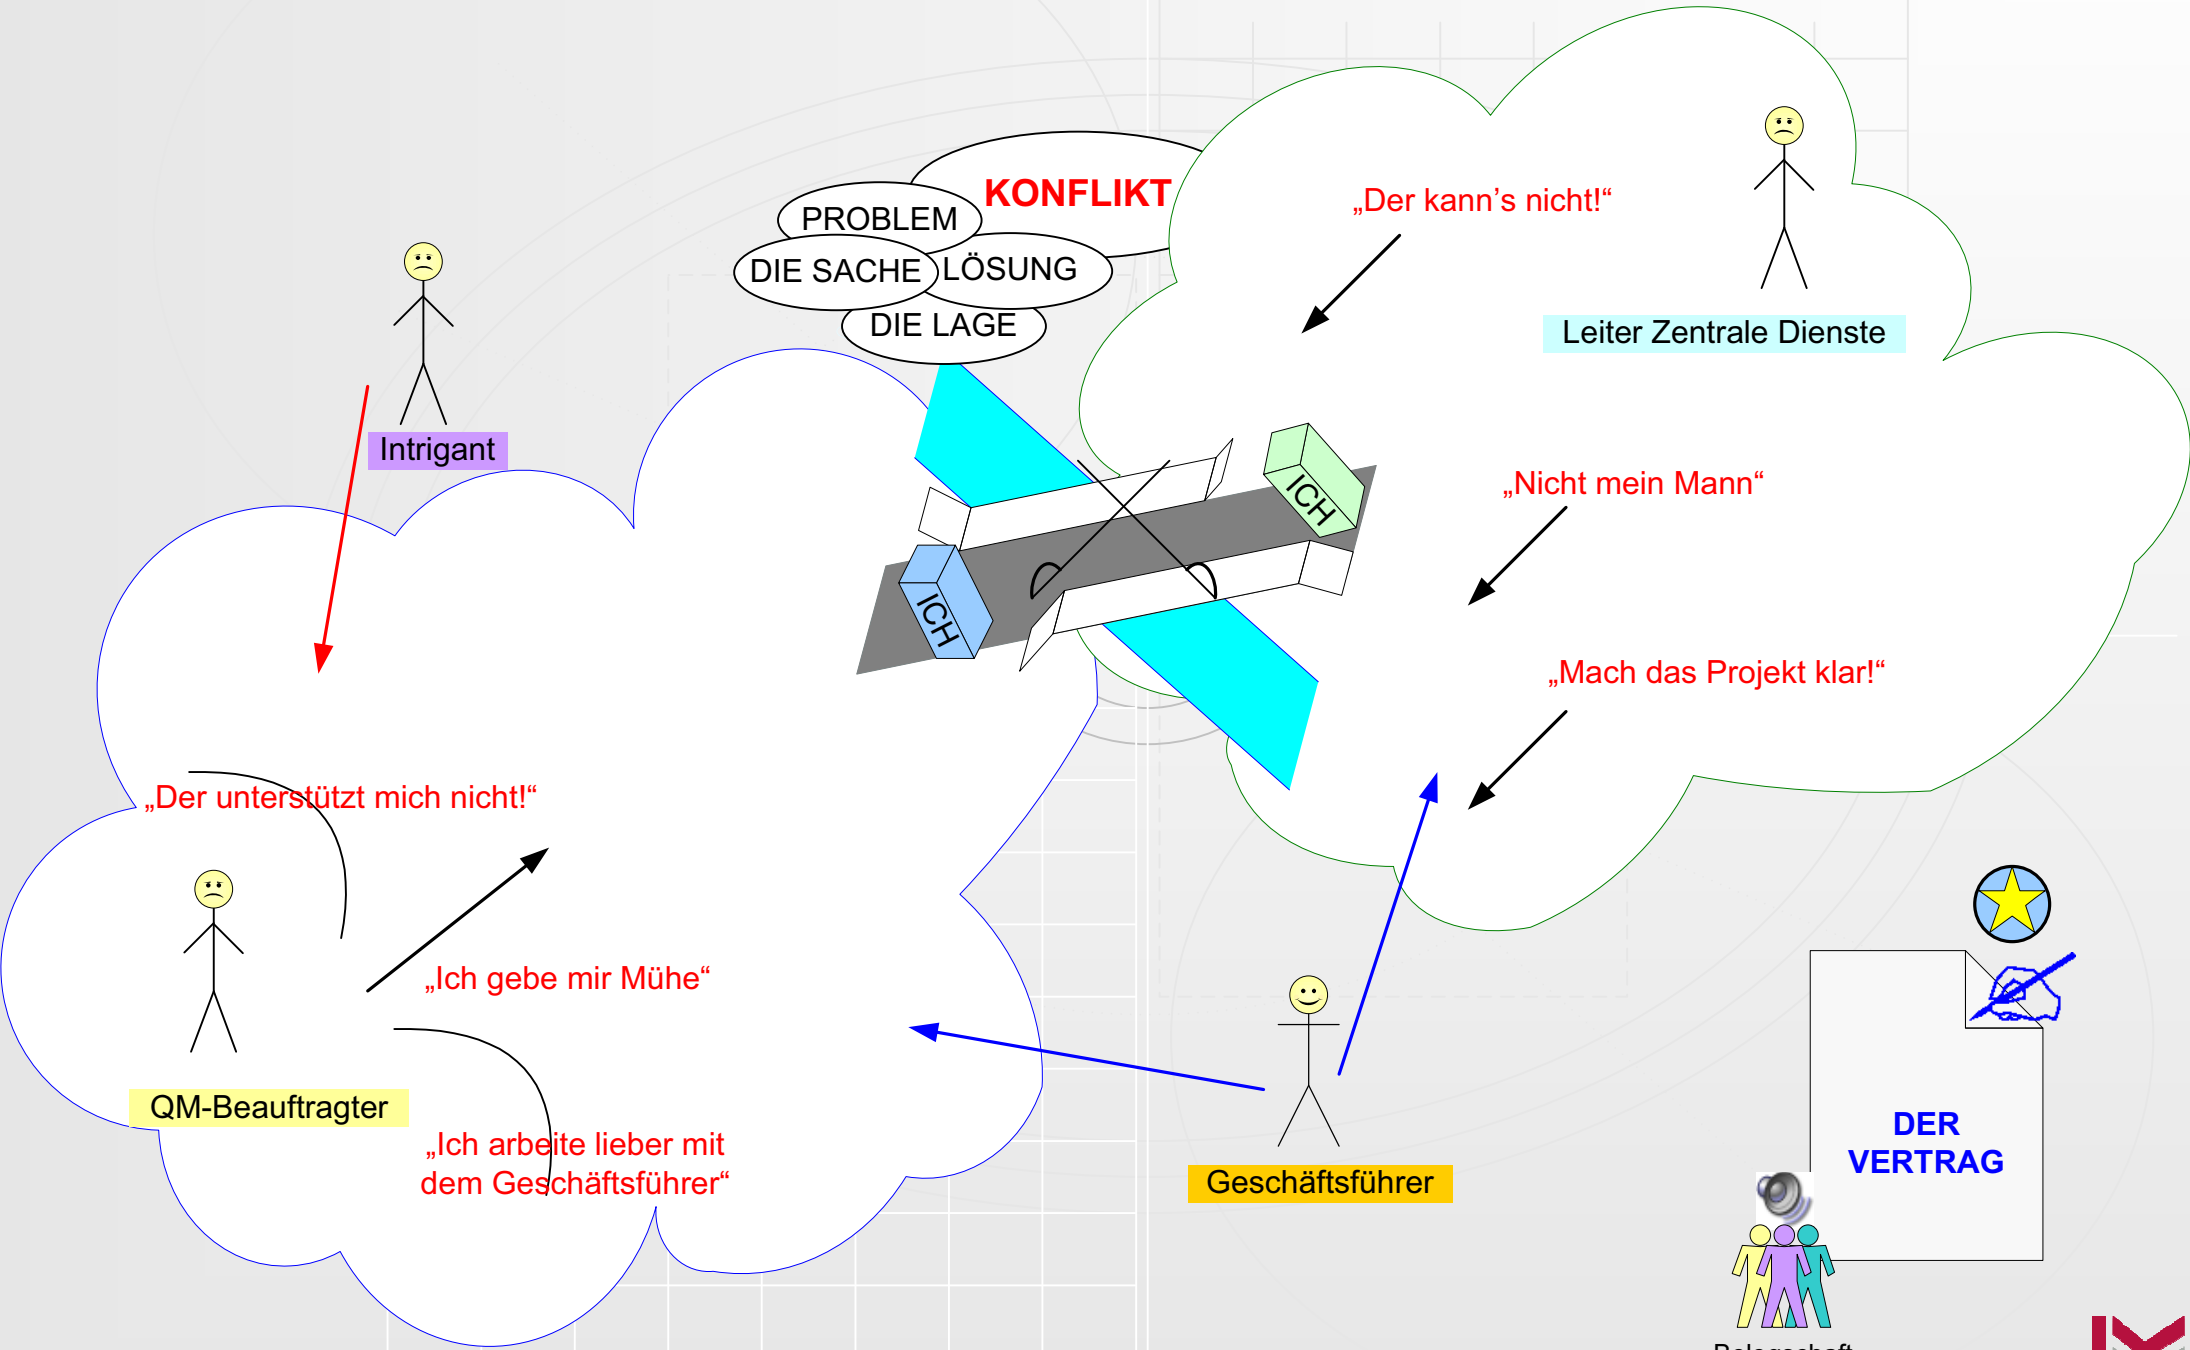 KONFLIKT
PROBLEM
DIE SACHE
LÖSUNG
DIE LAGE
„Der kann’s nicht!“
Leiter Zentrale Dienste
Intrigant
ICH
„Nicht mein Mann“
ICH
„Mach das Projekt klar!“
„Der unterstützt mich nicht!“
„Ich gebe mir Mühe“
QM-Beauftragter
„Ich arbeite lieber mit
dem Geschäftsführer“
Geschäftsführer
DER
VERTRAG
Belegschaft